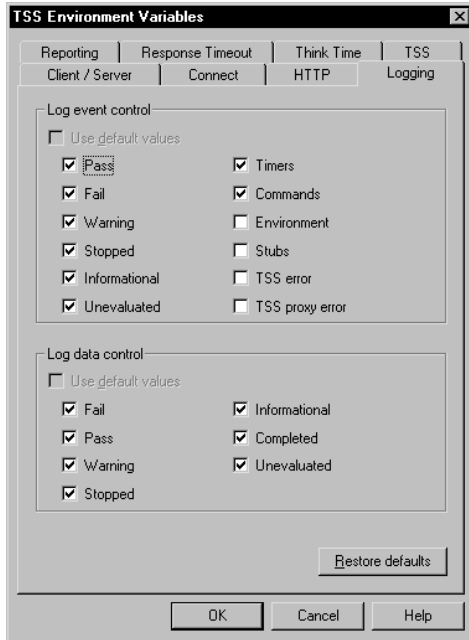 TSS Environment Variables
Reporting Response Timeout Think Time TSS
Client / Server Connect HTTP Logging
Log event control
Use default values
Pass Timers
Fail Commands
Warning Environment
Stopped Stubs
Informational TSS error
Unevaluated TSS proxy error
Log data control
Use default values
Fail Informational
Pass Completed
Warning Unevaluated
Stopped
Restore defaults
OK Cancel Help